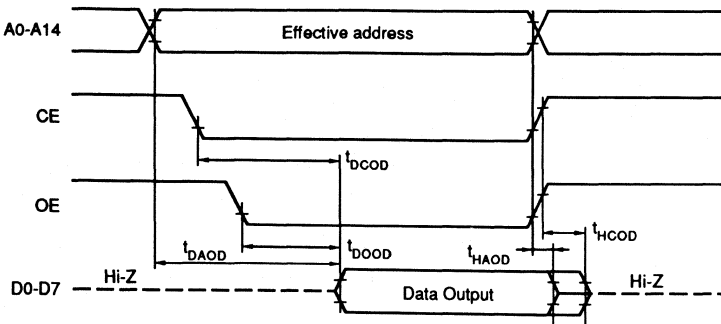 A0-A14
Effective address
CE
tDCOD
OE
tDAOD
tDOOD
tHAOD
tHCOD
D0-D7
Hi-Z
Data Output
Hi-Z